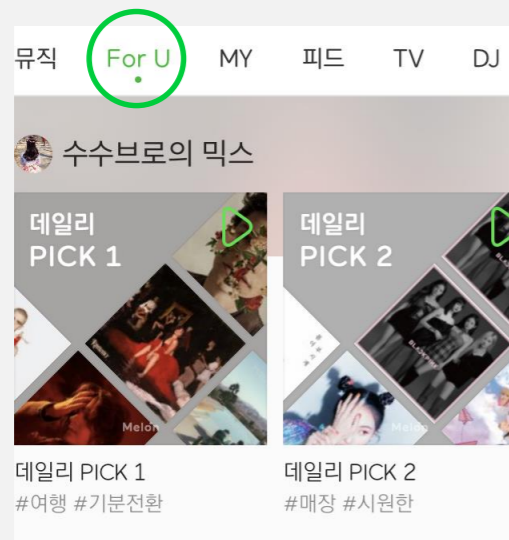 뮤직 For U MY 피드 TV DJ
수수브로의 믹스
데일리 PICK 1
데일리 PICK 2
Melon
데일리 PICK 1
#여행 #기분전환
데일리 PICK 2
#매장 #시원한